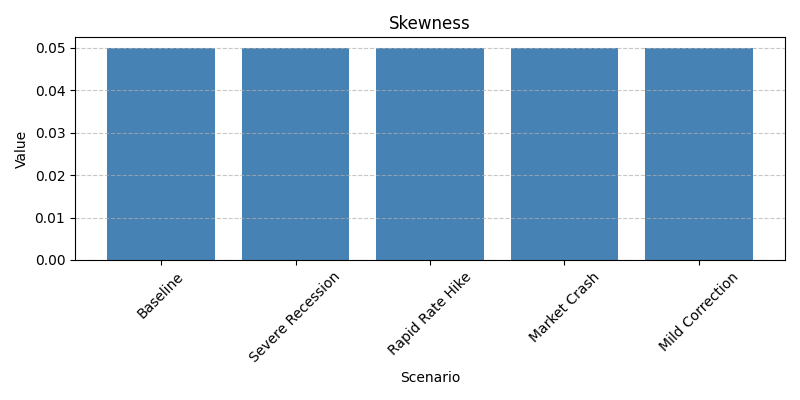 Skewness
Value
0.05
0.04
0.03
0.02
0.01
0.00
Baseline
Severe Recession
Rapid Rate Hike
Market Crash
Mild Correction
Scenario